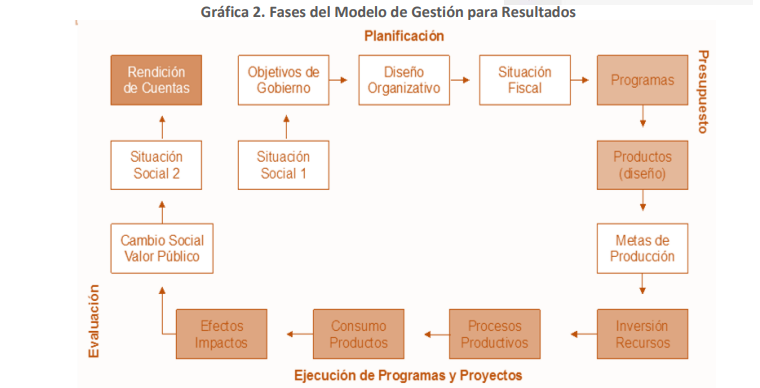 Gráfica 2. Fases del Modelo de Gestión para Resultados
Planificación
Rendición
de Cuentas
Objetivos de
Gobierno
Diseño
Organizativo
Situación
Fiscal
Programas
Presupuesto
Situación
Social 2
Situación
Social 1
Productos
(diseño)
Cambio Social
Valor Público
Metas de
Producción
Evaluación
Efectos
Impactos
Consumo
Productos
Procesos
Productivos
Inversión
Recursos
Ejecución de Programas y Proyectos